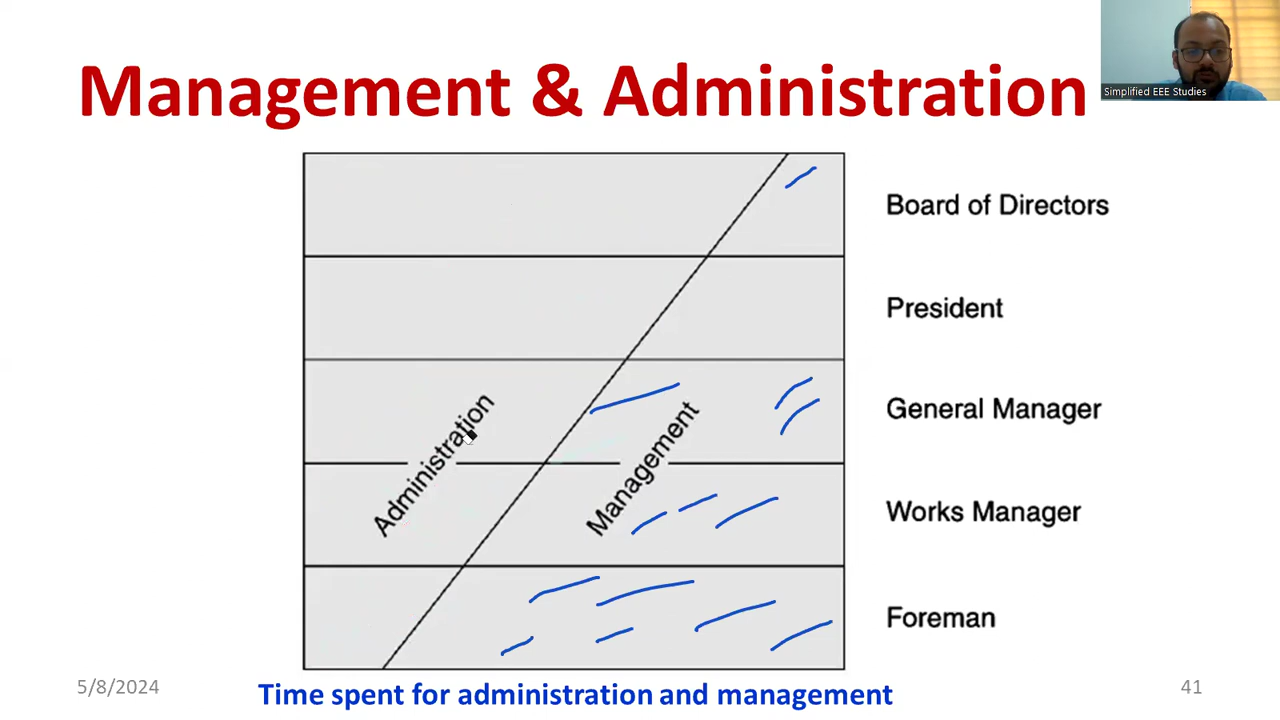 Management & Administration
Simplified EEE Studies
Board of Directors
President
General Manager
Administration
Management
Works Manager
Foreman
5/8/2024
Time spent for administration and management
41